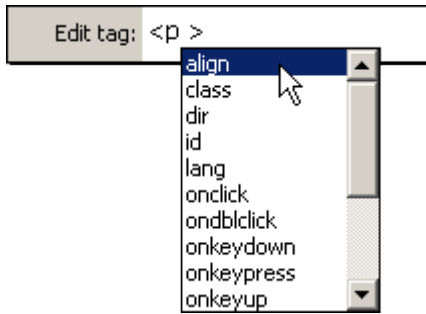 Edit tag: <p >
align
class
dir
id
lang
onclick
ondblclick
onkeydown
onkeypress
onkeyup